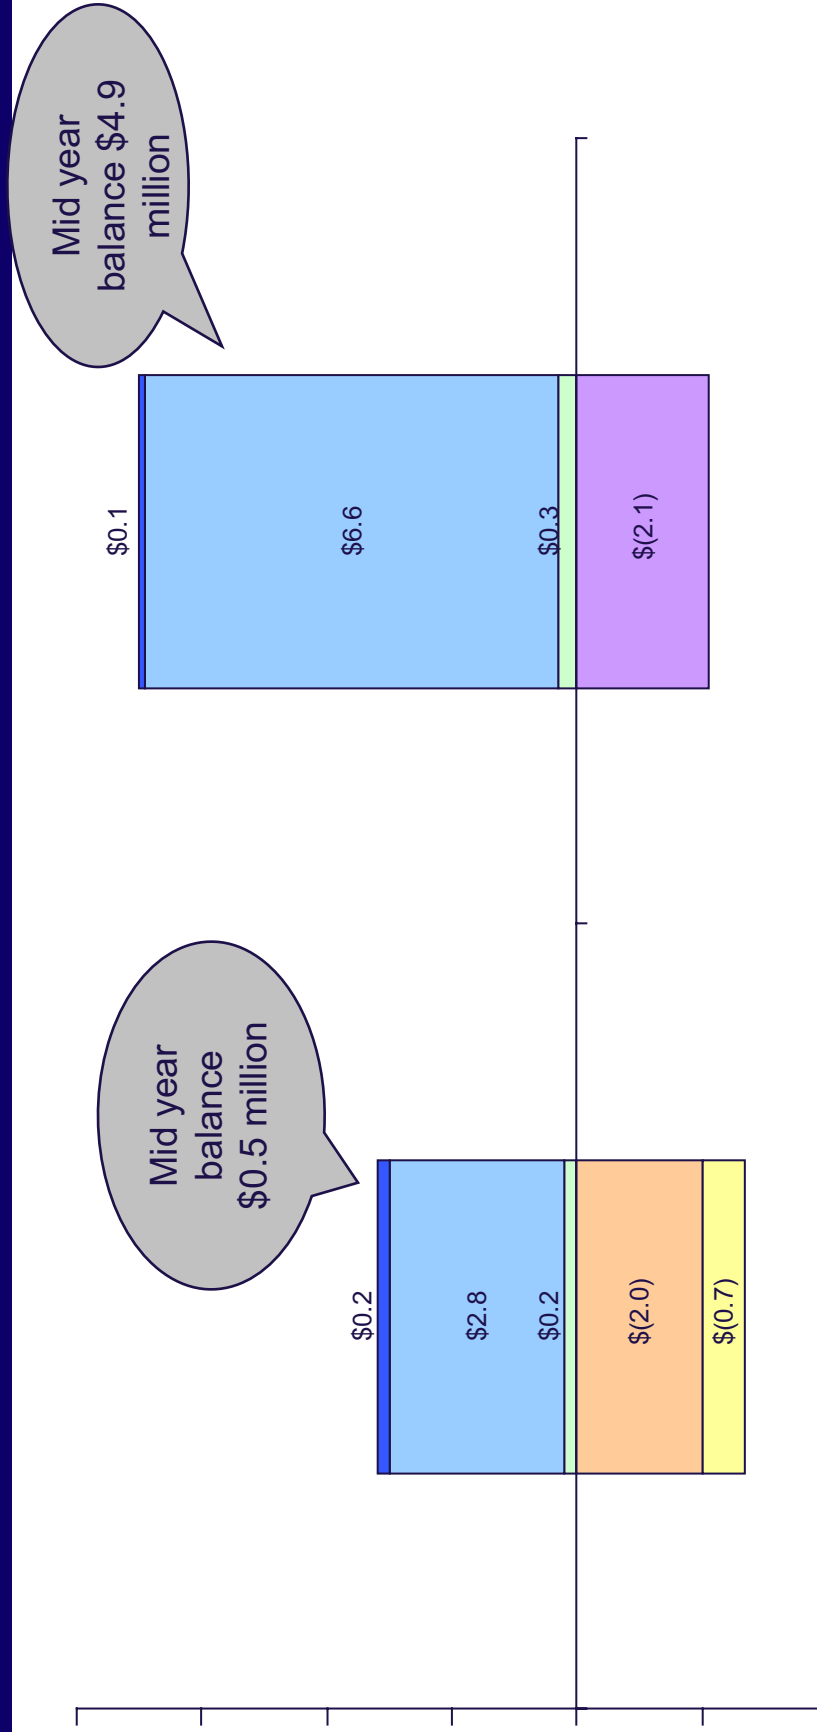 Mid year
balance
$0.5 million
Mid year
balance $4.9
million
$0.2
$2.8
$0.2
$(2.0)
$(0.7)
$0.1
$6.6
$0.3
$(2.1)